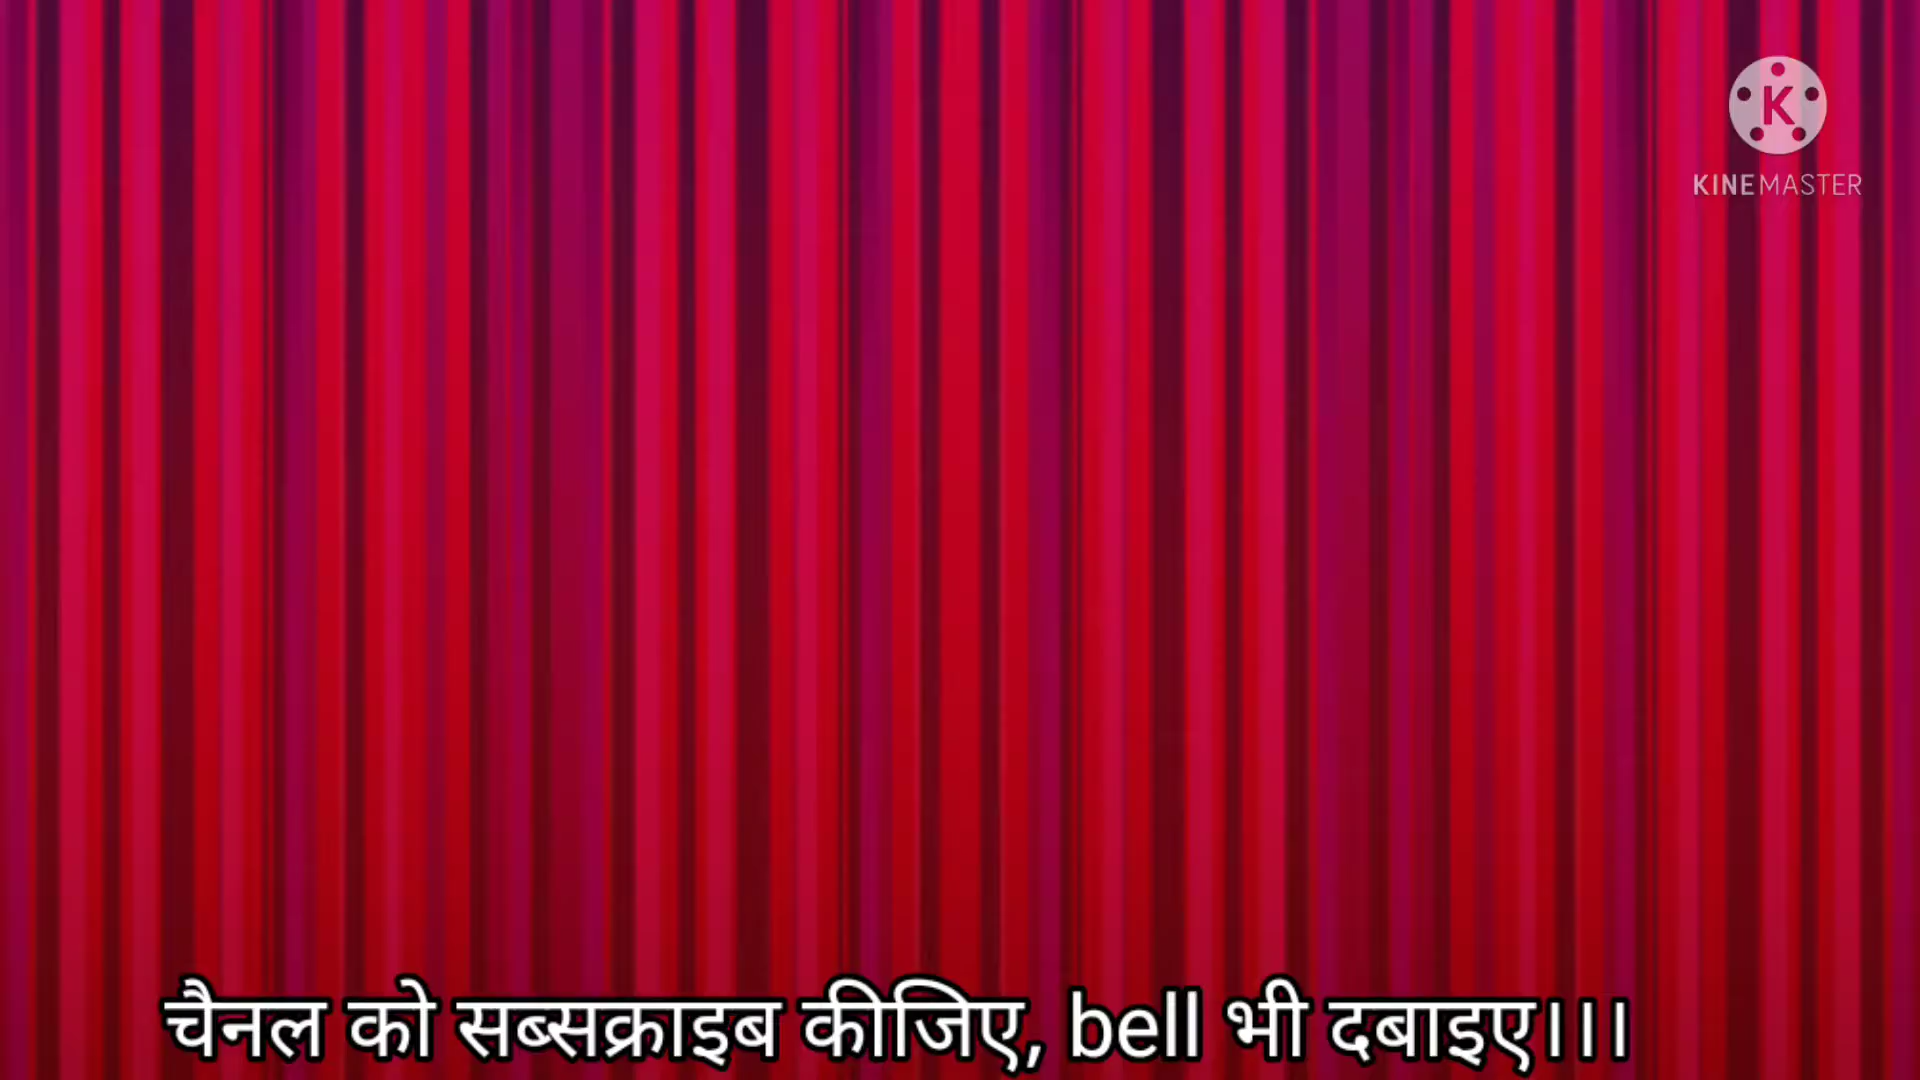 K
KINEMASTER
चैनल को सब्सक्राइब कीजिए, bell भी दबाइए।।।